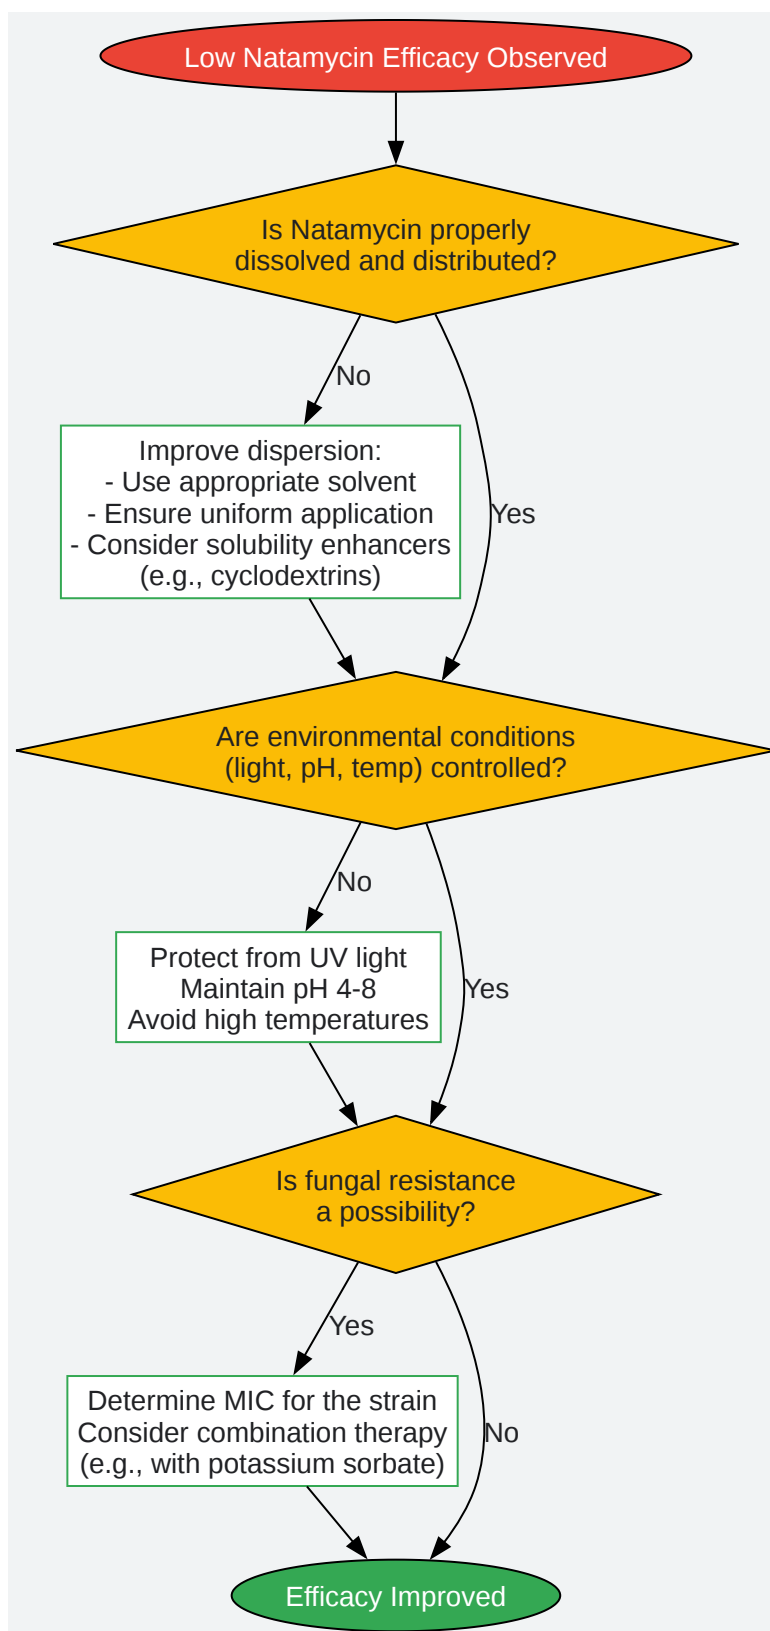 Low Natamycin Efficacy Observed
Is Natamycin properly
dissolved and distributed?
No
Improve dispersion:
- Use appropriate solvent
- Ensure uniform application
- Consider solubility enhancers
(e.g., cyclodextrins)
Yes
Are environmental conditions
(light, pH, temp) controlled?
No
Protect from UV light
Maintain pH 4-8
Avoid high temperatures
Yes
Is fungal resistance
a possibility?
Yes
Determine MIC for the strain
Consider combination therapy
(e.g., with potassium sorbate)
No
Efficacy Improved